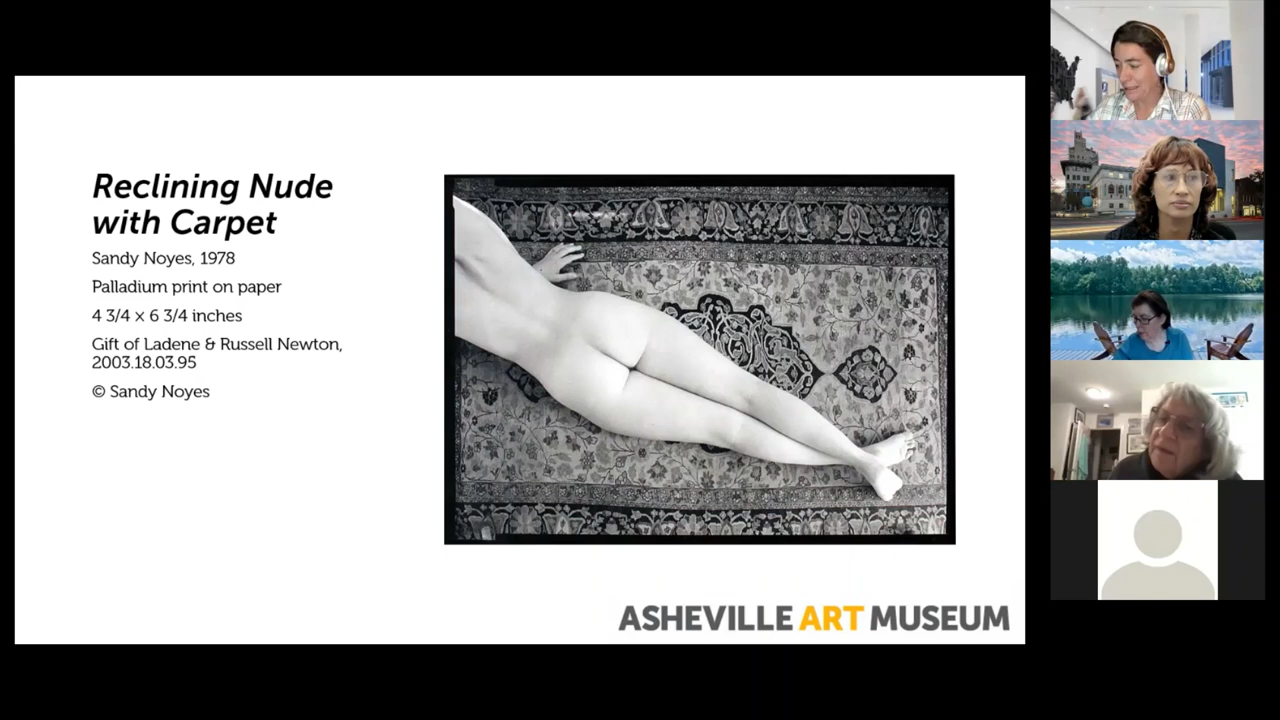 Reclining Nude
with Carpet
Sandy Noyes, 1978
Palladium print on paper
4 3/4 × 6 3/4 inches
Gift of Ladene & Russell Newton,
2003.18.03.95
© Sandy Noyes
ASHEVILLE ART MUSEUM